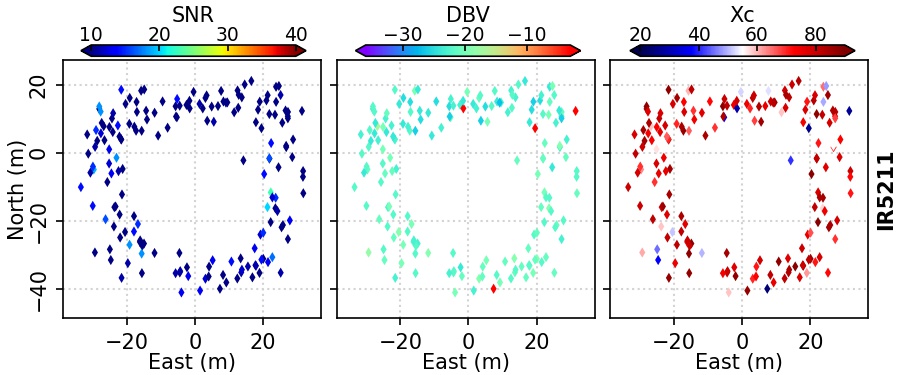 SNR DBV Xc
10 20 30 40 −30 −20 −10 20 40 60 80
20
0
−20
−40
North (m)
IR5211
−20 0 20 −20 0 20 −20 0 20
East (m) East (m) East (m)